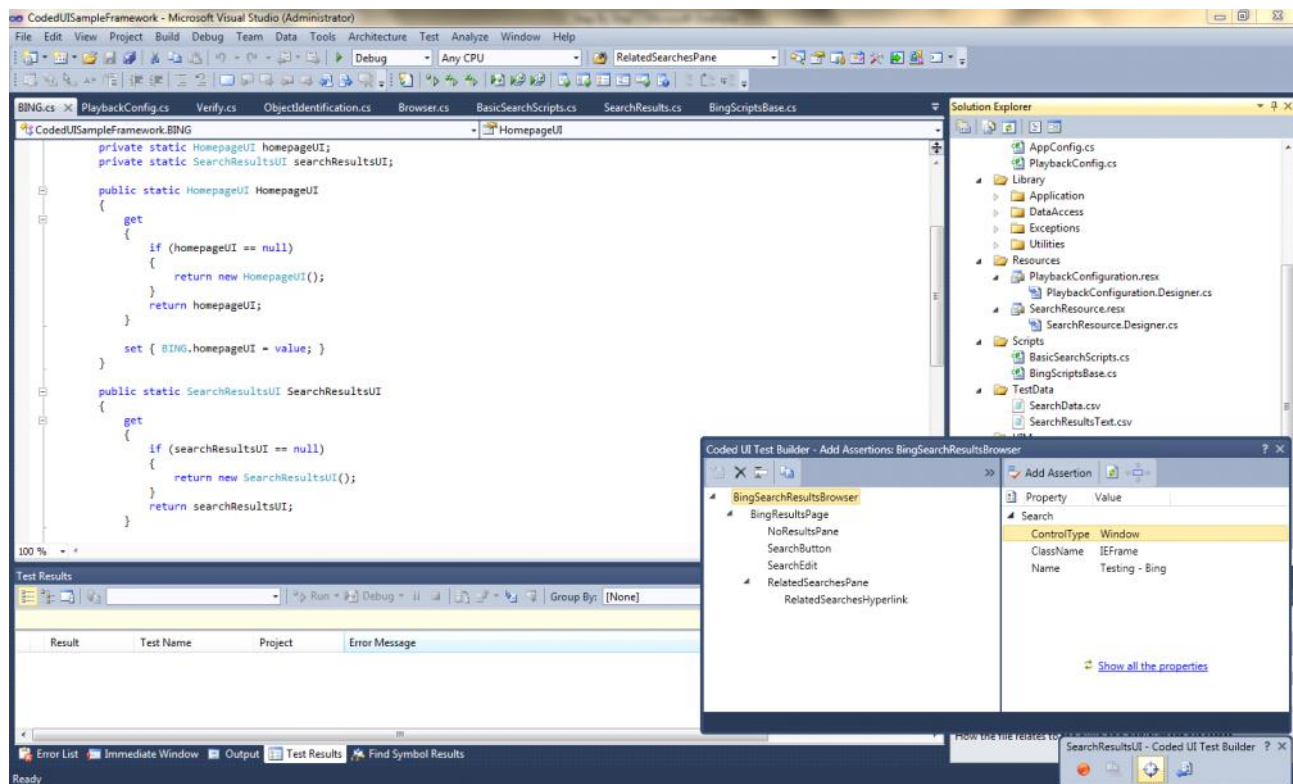 CodedUISampleFramework - Microsoft Visual Studio (Administrator)
File Edit View Project Build Debug Team Data Tools Architecture Test Analyze Window Help
Debug Any CPU RelatedSearchesPane
BING.cs PlaybackConfig.cs Verify.cs ObjectIdentification.cs Browser.cs BasicSearchScripts.cs SearchResults.cs BingScriptsBase.cs
CodedUISampleFramework.BING HomepageUI
private static HomepageUI homepageUI;
private static SearchResultsUI searchResultsUI;
public static HomepageUI HomepageUI
{
get
{
if (homepageUI == null)
{
return new HomepageUI();
}
return homepageUI;
}
set { BING.homepageUI = value; }
}
public static SearchResultsUI SearchResultsUI
{
get
{
if (searchResultsUI == null)
{
return new SearchResultsUI();
}
return searchResultsUI;
}
100 %
Solution Explorer
AppConfig.cs
PlaybackConfig.cs
Library
Application
DataAccess
Exceptions
Utilities
Resources
PlaybackConfiguration.resx
PlaybackConfiguration.Designer.cs
SearchResource.resx
SearchResource.Designer.cs
Scripts
BasicSearchScripts.cs
BingScriptsBase.cs
TestData
SearchData.csv
SearchResultsText.csv
Coded UI Test Builder - Add Assertions: BingSearchResultsBrowser
Add Assertion
BingSearchResultsBrowser
BingResultsPage
NoResultsPane
SearchButton
SearchEdit
RelatedSearchesPane
RelatedSearchesHyperlink
Property Value
Search
ControlType Window
ClassName IEFrame
Name Testing - Bing
Show all the properties
Test Results
Run Debug Group By: [None]
Result Test Name Project Error Message
Error List Immediate Window Output Test Results Find Symbol Results
How the file relates to
SearchResultsUI - Coded UI Test Builder
Ready